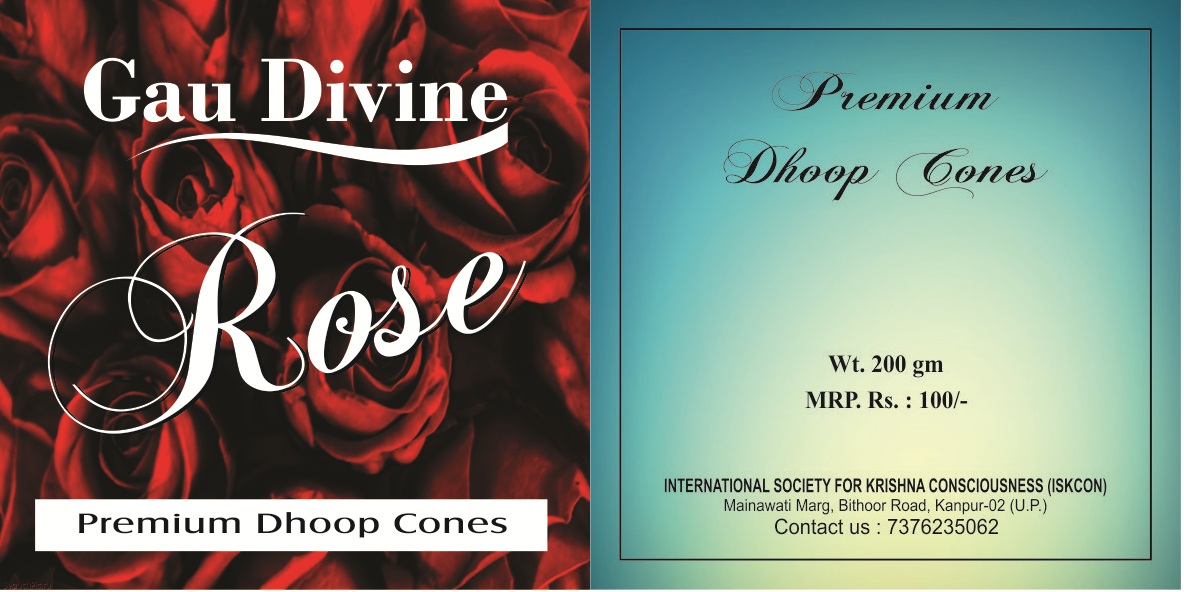 Gau Divine
Rose
Premium Dhoop Cones
Premium
Dhoop Cones
Wt. 200 gm
MRP. Rs. : 100/-
INTERNATIONAL SOCIETY FOR KRISHNA CONSCIOUSNESS (ISKCON)
Mainawati Marg, Bithoor Road, Kanpur-02 (U.P.)
Contact us : 7376235062